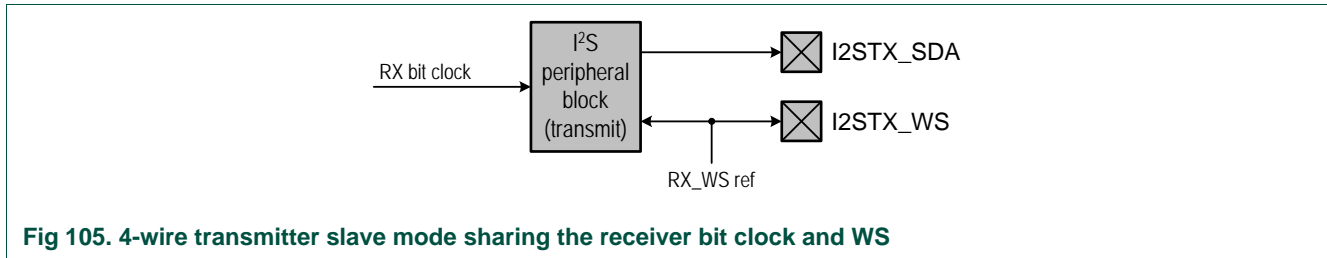 I²S
peripheral
block
(transmit)
RX bit clock
I2STX_SDA
I2STX_WS
RX_WS ref
Fig 105. 4-wire transmitter slave mode sharing the receiver bit clock and WS